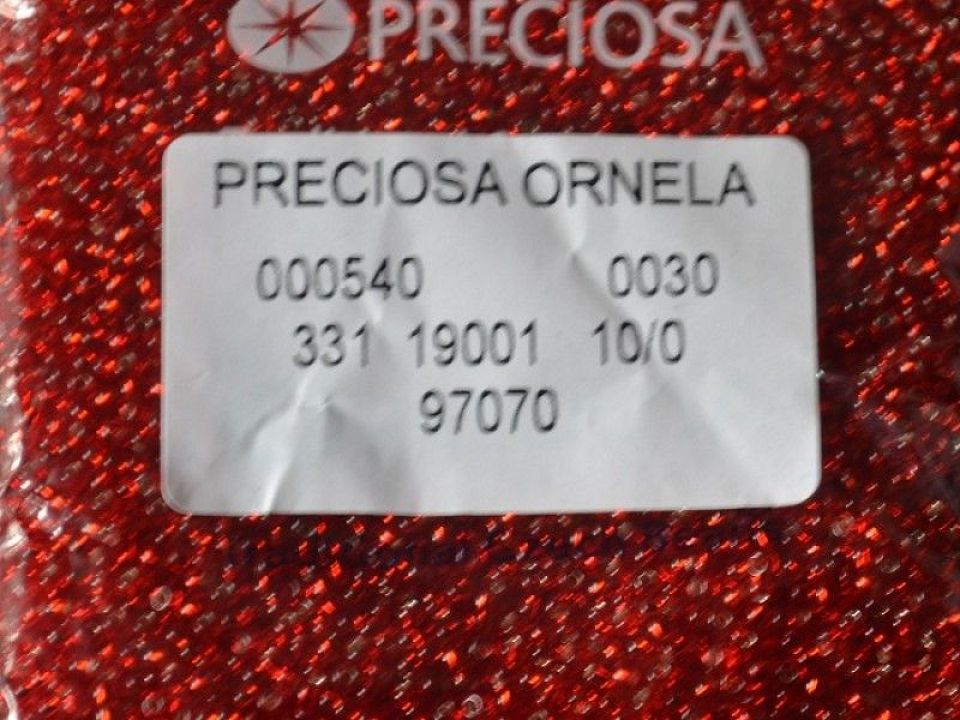 PRECIOSA
PRECIOSA ORNELA
000540 0030
331 19001 10/0
97070